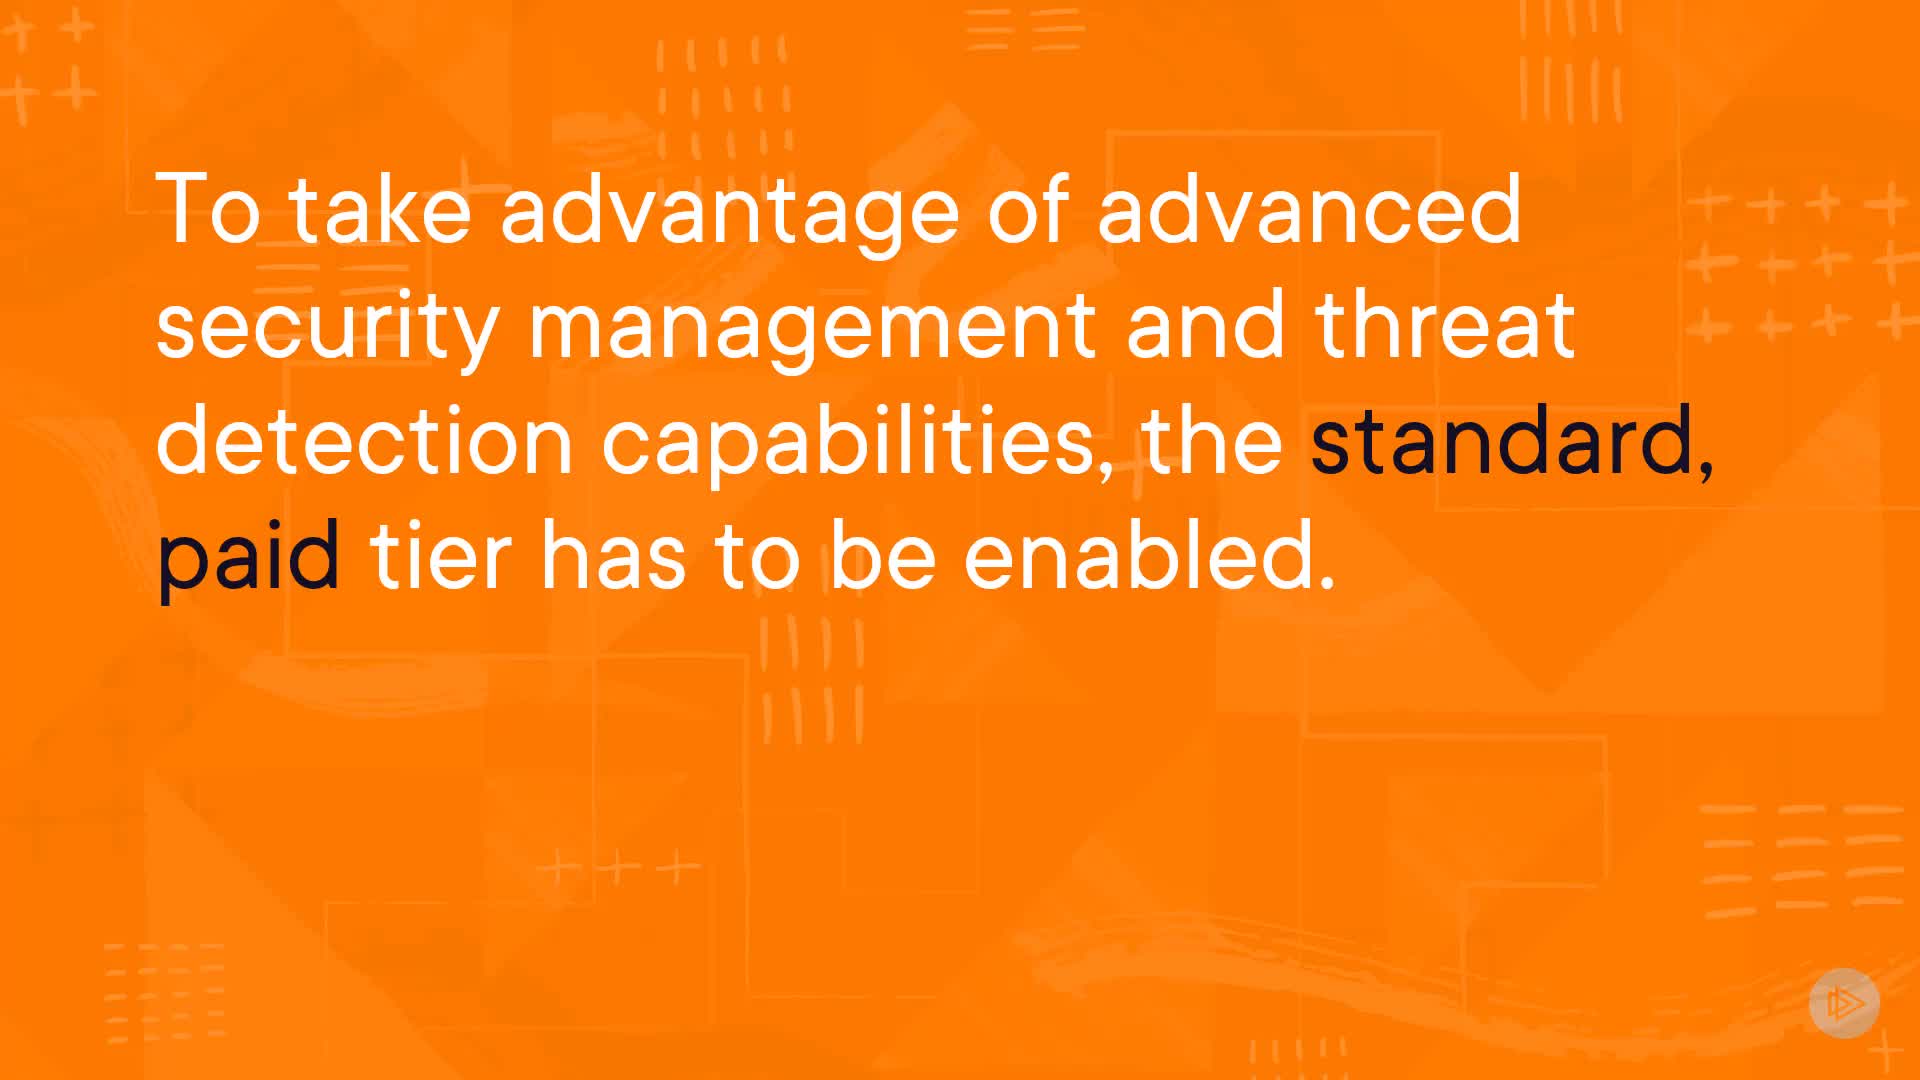 To take advantage of advanced
security management and threat
detection capabilities, the standard,
paid tier has to be enabled.